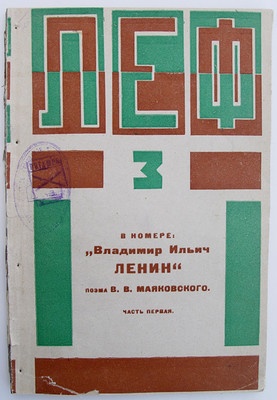 ЛЕФ
3
В НОМЕРЕ:
„Владимир Ильич
ЛЕНИН“
поэма В. В. МАЯКОВСКОГО.
ЧАСТЬ ПЕРВАЯ.